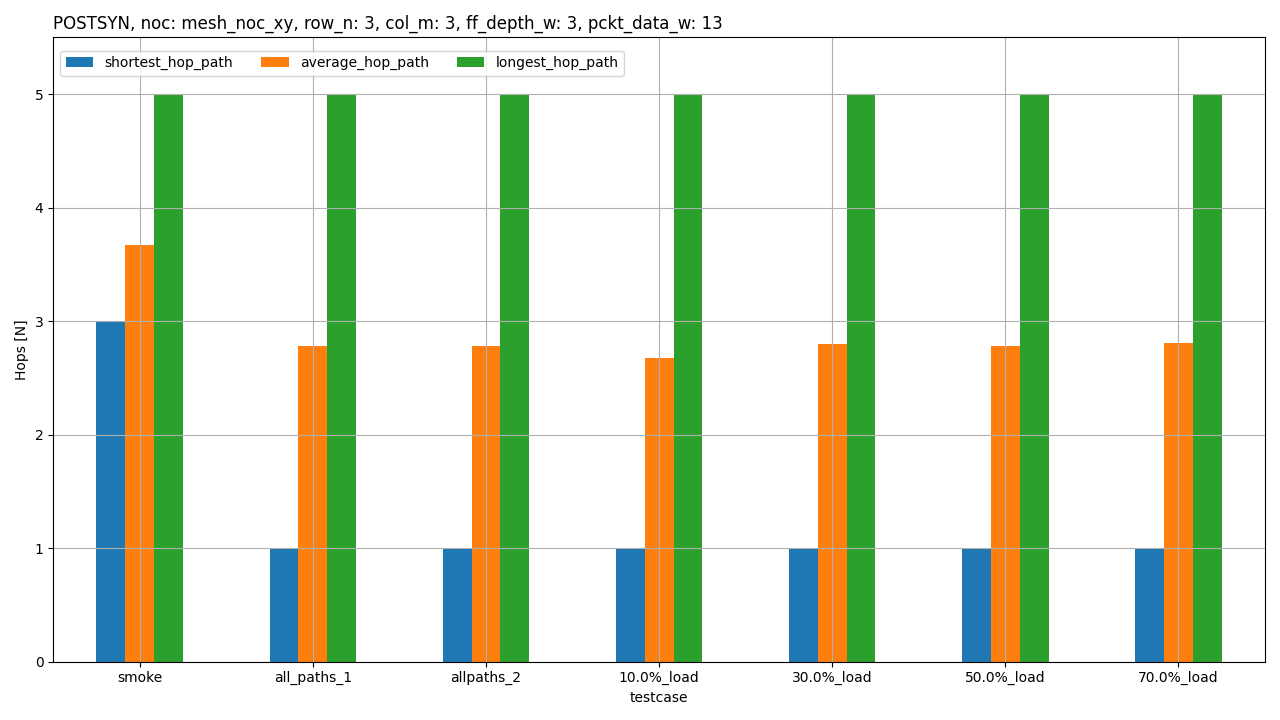 POSTSYN, noc: mesh_noc_xy, row_n: 3, col_m: 3, ff_depth_w: 3, pckt_data_w: 13
shortest_hop_path average_hop_path longest_hop_path
5
4
3
2
1
0
Hops [N]
smoke all_paths_1 allpaths_2 10.0%_load 30.0%_load 50.0%_load 70.0%_load
testcase